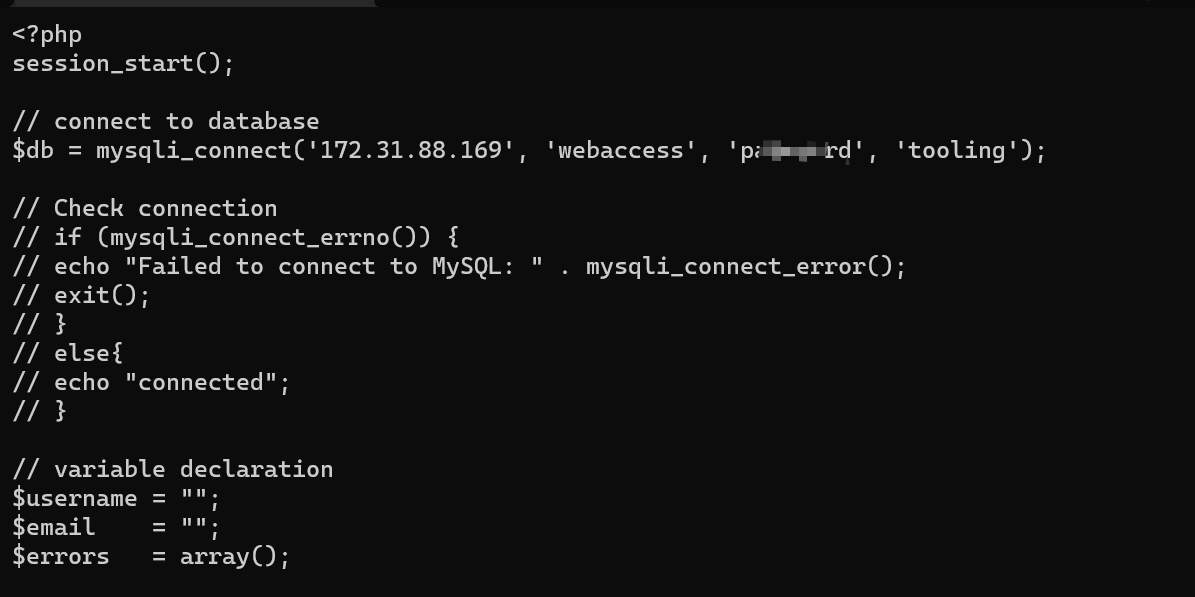 <?php
session_start();

// connect to database
$db = mysqli_connect('172.31.88.169', 'webaccess', 'pa rd', 'tooling');

// Check connection
// if (mysqli_connect_errno()) {
// echo "Failed to connect to MySQL: " . mysqli_connect_error();
// exit();
// }
// else{
// echo "connected";
// }

// variable declaration
$username = "";
$email    = "";
$errors   = array();